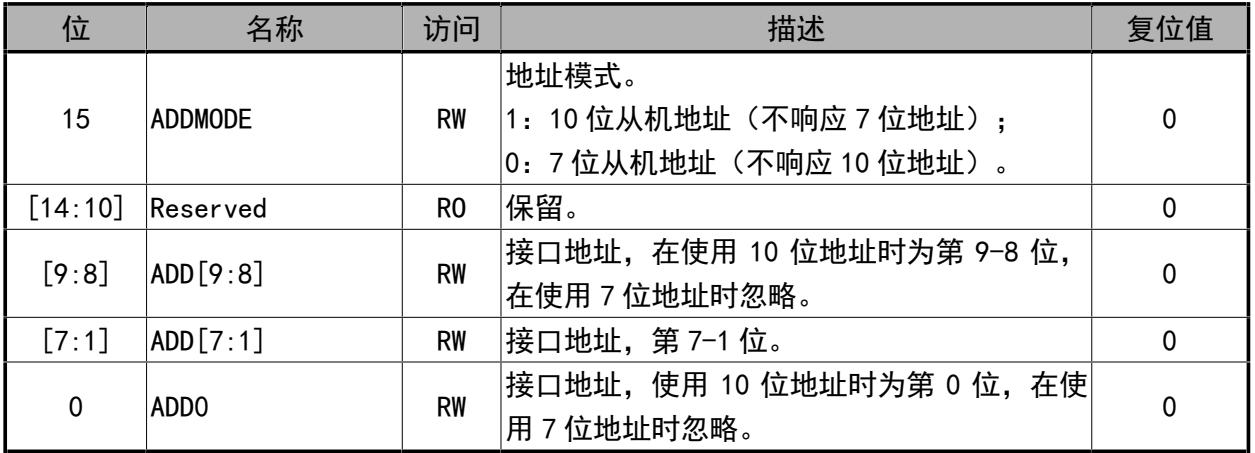 位 名称 访问 描述 复位值
地址模式。
15 ADDMODE RW 1：10 位从机地址（不响应 7 位地址）； 0
0：7 位从机地址（不响应 10 位地址）。
[14:10] Reserved RO 保留。 0
[9:8] ADD[9:8] RW 接口地址，在使用 10 位地址时为第 9-8 位， 0
在使用 7 位地址时忽略。
[7:1] ADD[7:1] RW 接口地址，第 7-1 位。 0
0 ADD0 RW 接口地址，使用 10 位地址时为第 0 位，在使 0
用 7 位地址时忽略。